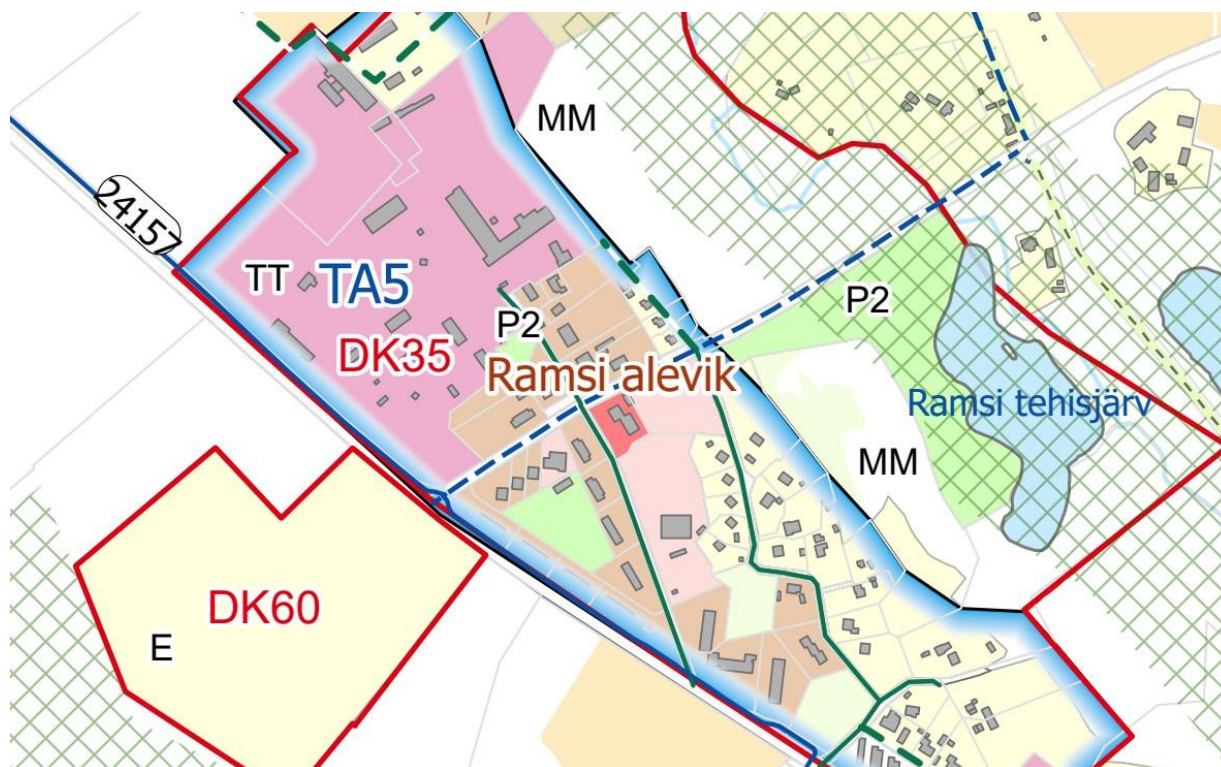 MM
24157
TT
TA5
P2
P2
DK35
Ramsi alevik
Ramsi tehisjärv
MM
DK60
E